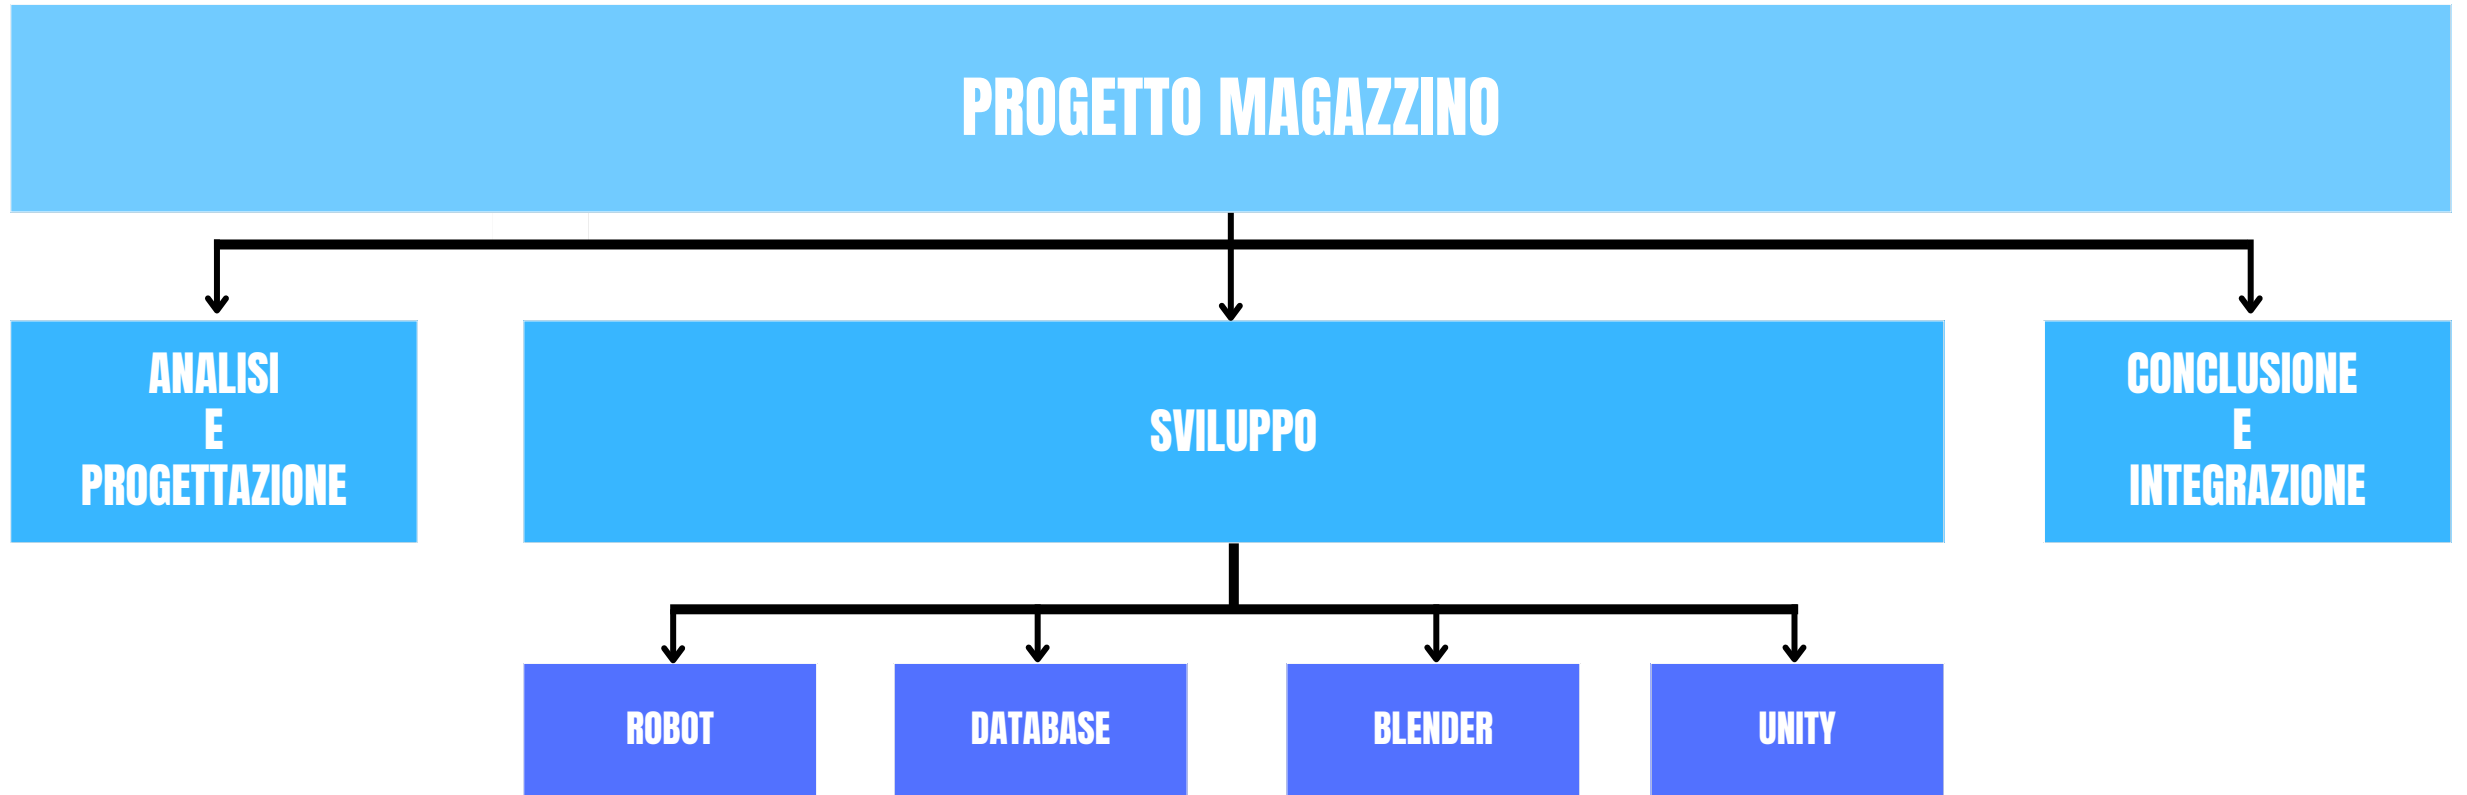 PROGETTO MAGAZZINO
ANALISI
E
PROGETTAZIONE
SVILUPPO
CONCLUSIONE
E
INTEGRAZIONE
ROBOT
DATABASE
BLENDER
UNITY